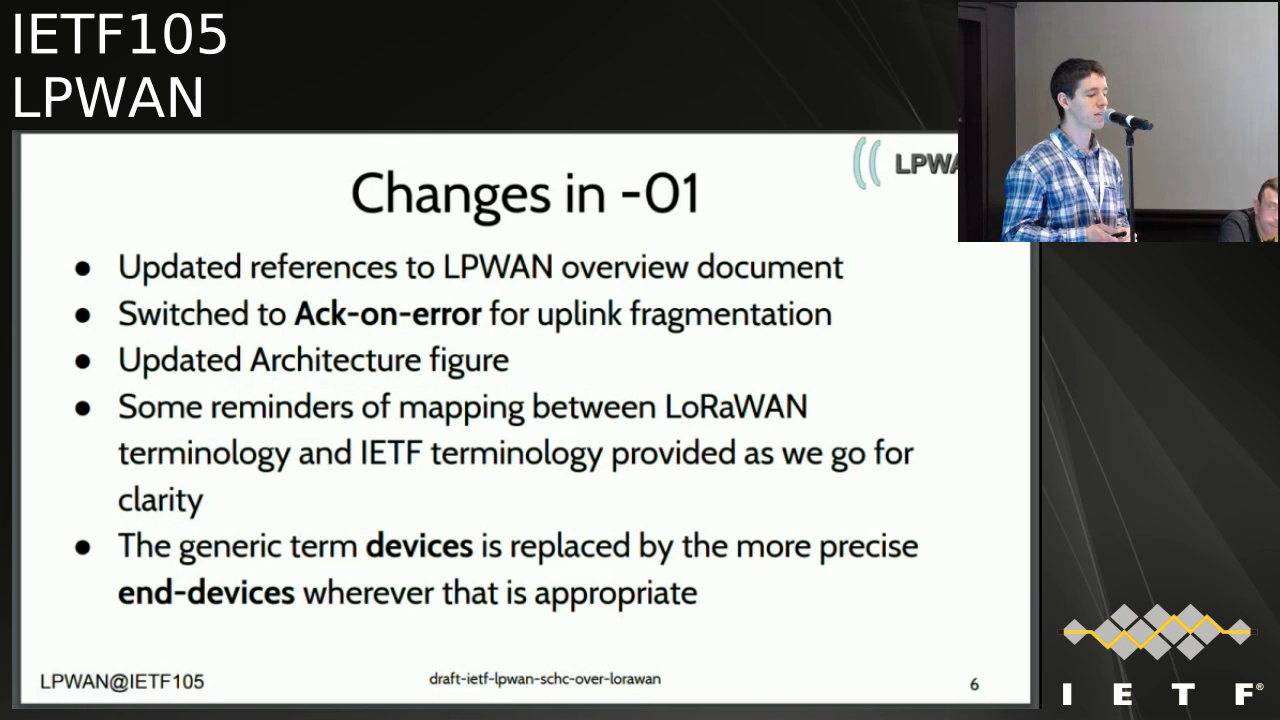 IETF105
LPWAN
LPWA
Changes in -01
● Updated references to LPWAN overview document
● Switched to Ack-on-error for uplink fragmentation
● Updated Architecture figure
● Some reminders of mapping between LoRaWAN
terminology and IETF terminology provided as we go for
clarity
● The generic term devices is replaced by the more precise
end-devices wherever that is appropriate
LPWAN@IETF105
draft-ietf-lpwan-schc-over-lorawan
6
I E T F®